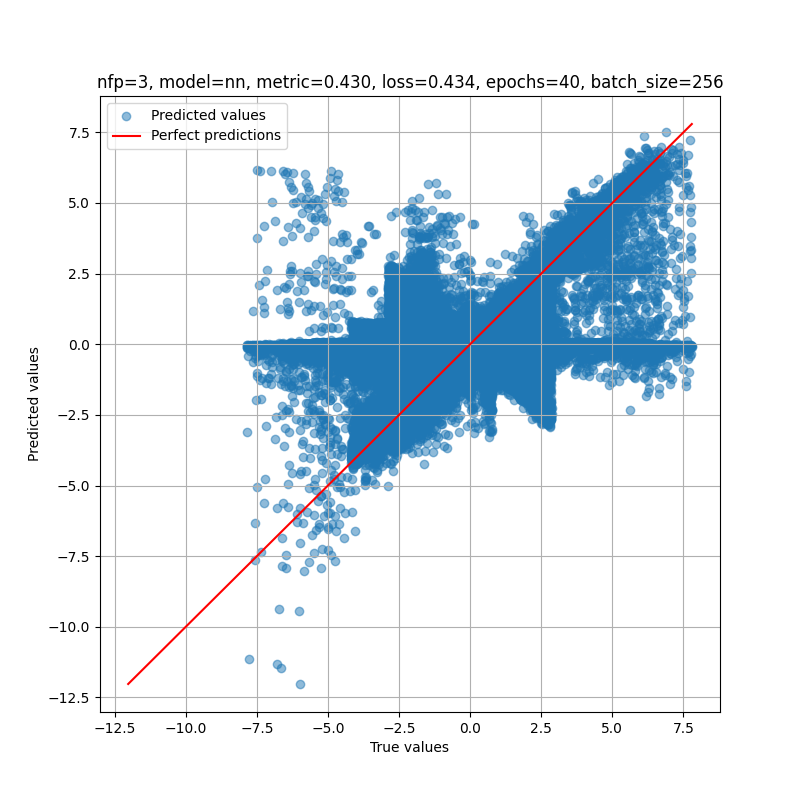 nfp=3, model=nn, metric=0.430, loss=0.434, epochs=40, batch_size=256
Predicted values
Perfect predictions
7.5
5.0
2.5
0.0
−2.5
−5.0
−7.5
−10.0
−12.5
Predicted values
−12.5 −10.0 −7.5 −5.0 −2.5 0.0 2.5 5.0 7.5
True values